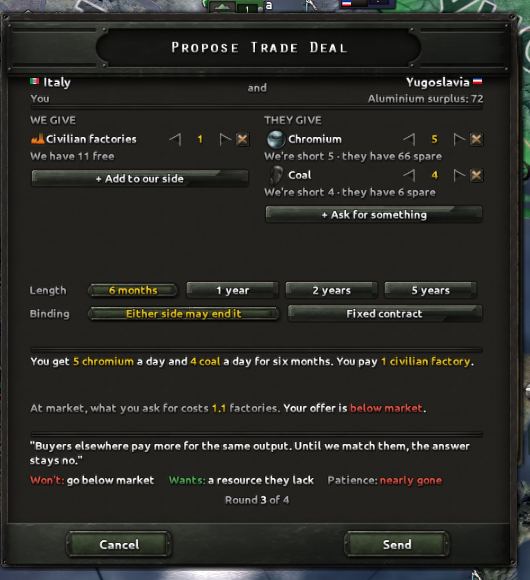 1
a
Propose Trade Deal
Italy
and
Yugoslavia
You
Aluminium surplus: 72
WE GIVE
THEY GIVE
Civilian factories
1
Chromium
5
We have 11 free
We're short 5 - they have 66 spare
+ Add to our side
Coal
4
We're short 4 - they have 6 spare
+ Ask for something
Length
6 months
1 year
2 years
5 years
Binding
Either side may end it
Fixed contract
You get 5 chromium a day and 4 coal a day for six months. You pay 1 civilian factory.
At market, what you ask for costs 1.1 factories. Your offer is below market.
"Buyers elsewhere pay more for the same output. Until we match them, the answer
stays no."
Won't: go below market Wants: a resource they lack Patience: nearly gone
Round 3 of 4
Cancel
Send